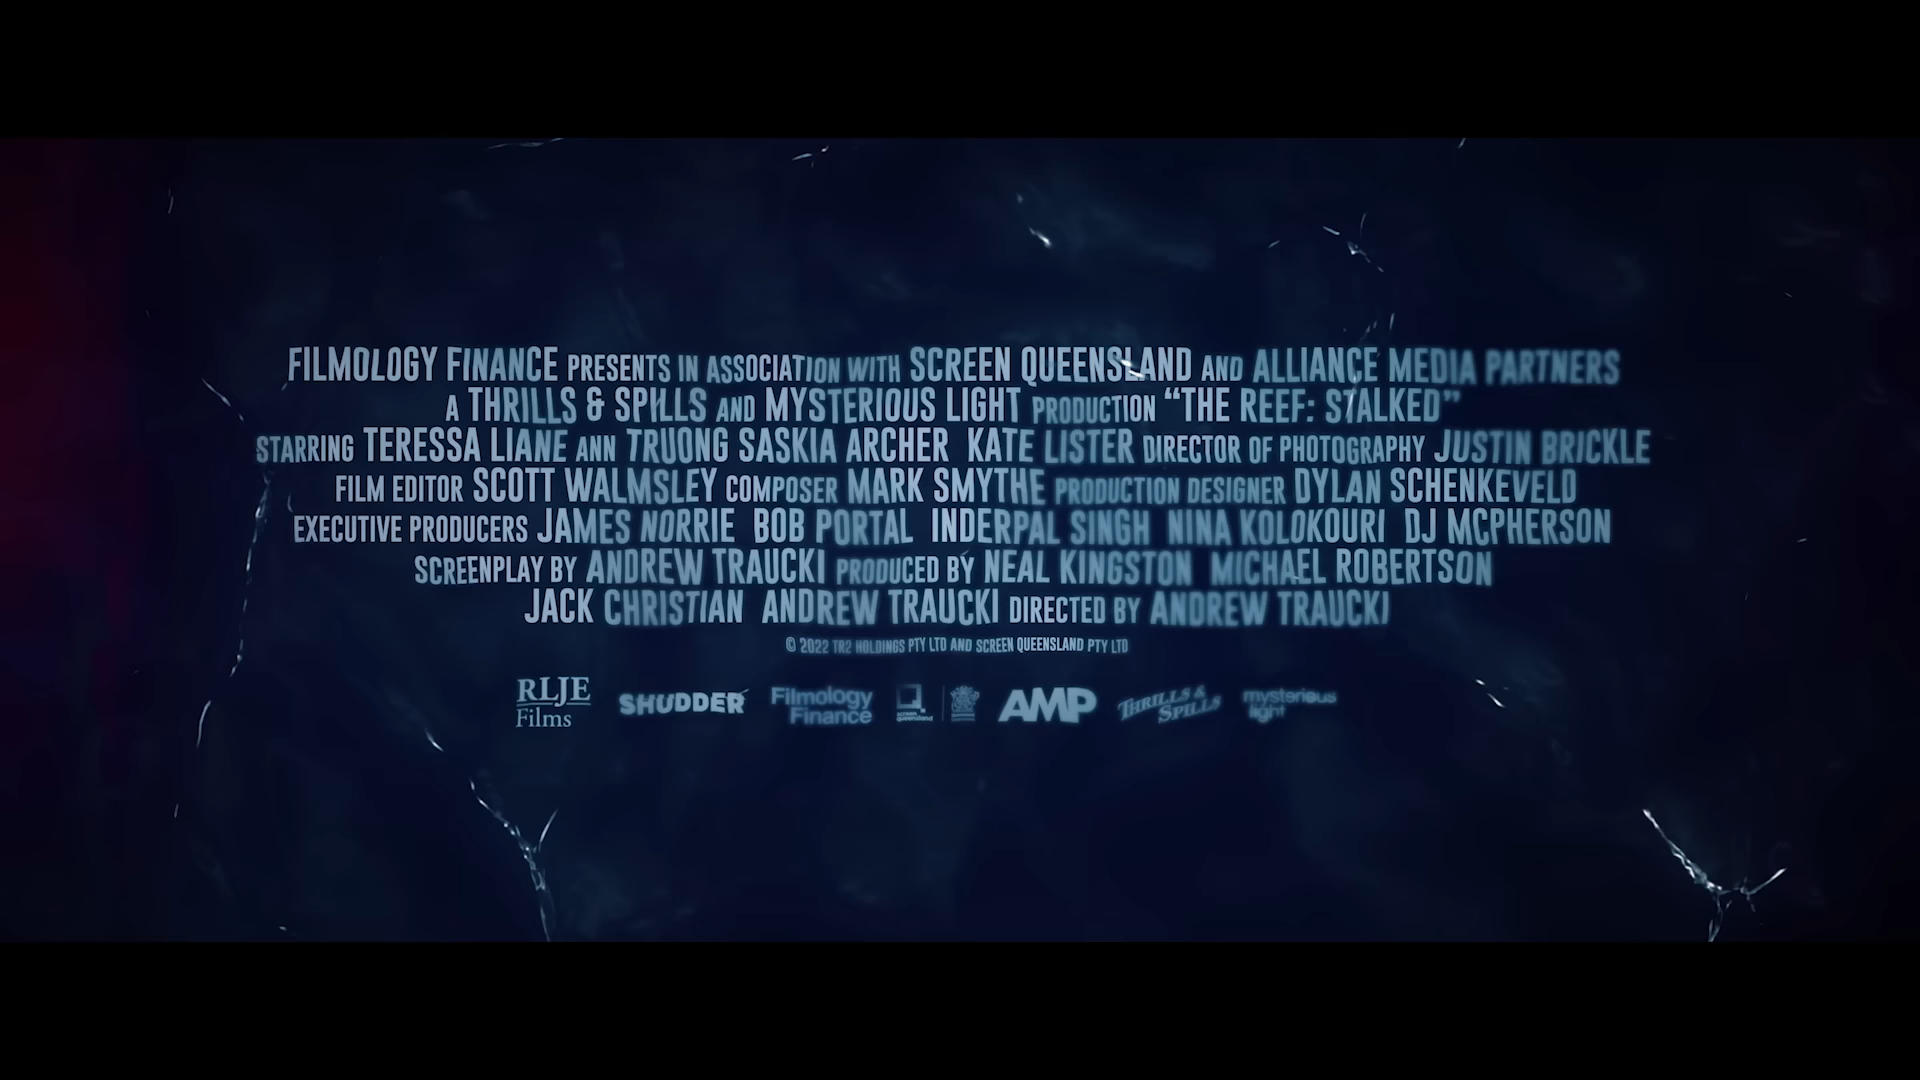 FILMOLOGY FINANCE PRESENTS IN ASSOCIATION WITH SCREEN QUEENSLAND AND ALLIANCE MEDIA PARTNERS
A THRILLS & SPILLS AND MYSTERIOUS LIGHT PRODUCTION “THE REEF: STALKED”
STARRING TERESSA LIANE ANN TRUONG SASKIA ARCHER KATE LISTER DIRECTOR OF PHOTOGRAPHY JUSTIN BRICKLE
FILM EDITOR SCOTT WALMSLEY COMPOSER MARK SMYTHE PRODUCTION DESIGNER DYLAN SCHENKEVELD
EXECUTIVE PRODUCERS JAMES NORRIE BOB PORTAL INDERPAL SINGH NINA KOLOKOURI DJ MCPHERSON
SCREENPLAY BY ANDREW TRAUCKI PRODUCED BY NEAL KINGSTON MICHAEL ROBERTSON
JACK CHRISTIAN ANDREW TRAUCKI DIRECTED BY ANDREW TRAUCKI
© 2022 TR2 HOLDINGS PTY LTD AND SCREEN QUEENSLAND PTY LTD
RLJE
Films
SHUDDER
Filmology
Finance
screen
queensland
AMP
THRILLS &
SPILLS
mysterious
light